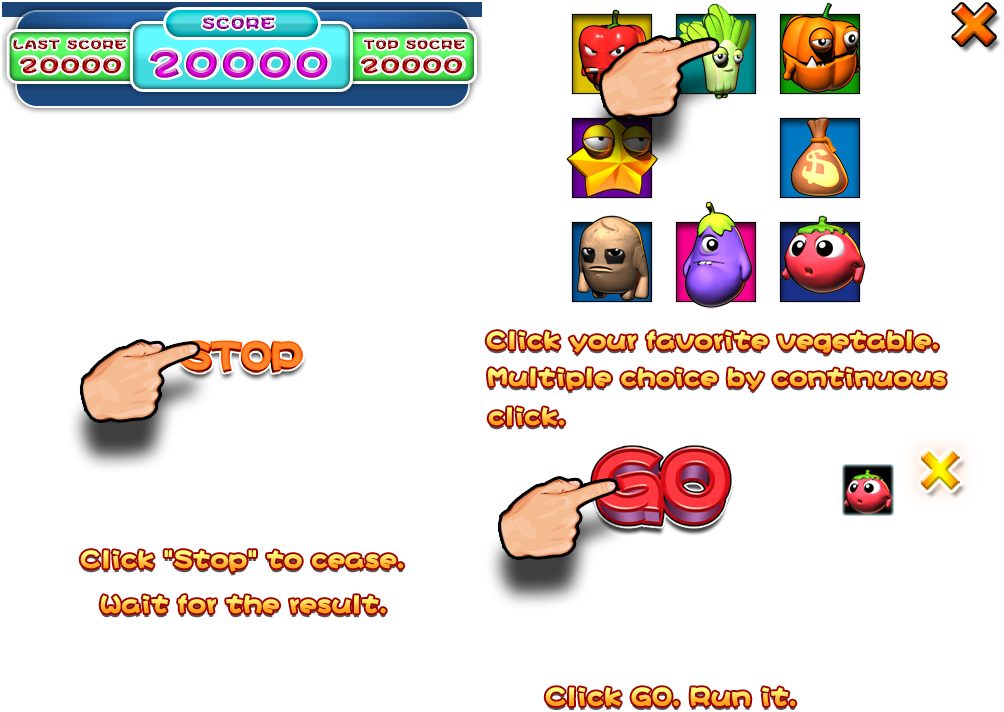 SCORE
LAST SCORE
20000
20000
TOP SOCRE
20000
$
STOP
Click your favorite vegetable.
Multiple choice by continuous
click.
GO
Click "Stop" to cease.
Wait for the result.
Click GO. Run it.